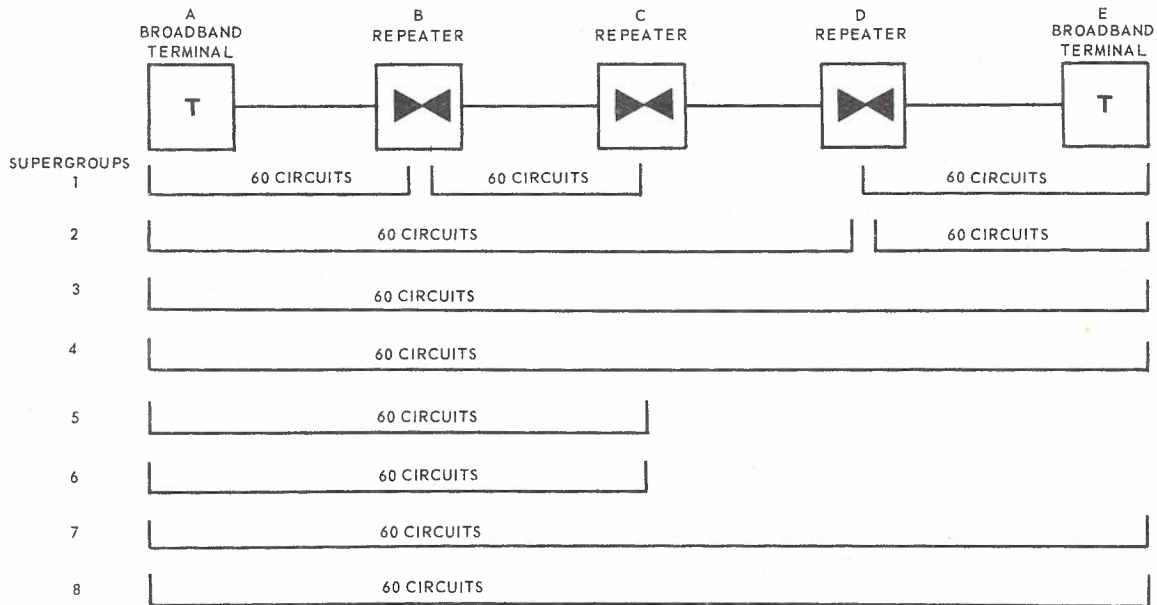 A
BROADBAND
TERMINAL
B
REPEATER
C
REPEATER
D
REPEATER
E
BROADBAND
TERMINAL
T
T
SUPERGROUPS
1
60 CIRCUITS
60 CIRCUITS
60 CIRCUITS
2
60 CIRCUITS
60 CIRCUITS
3
60 CIRCUITS
4
60 CIRCUITS
5
60 CIRCUITS
6
60 CIRCUITS
7
60 CIRCUITS
8
60 CIRCUITS